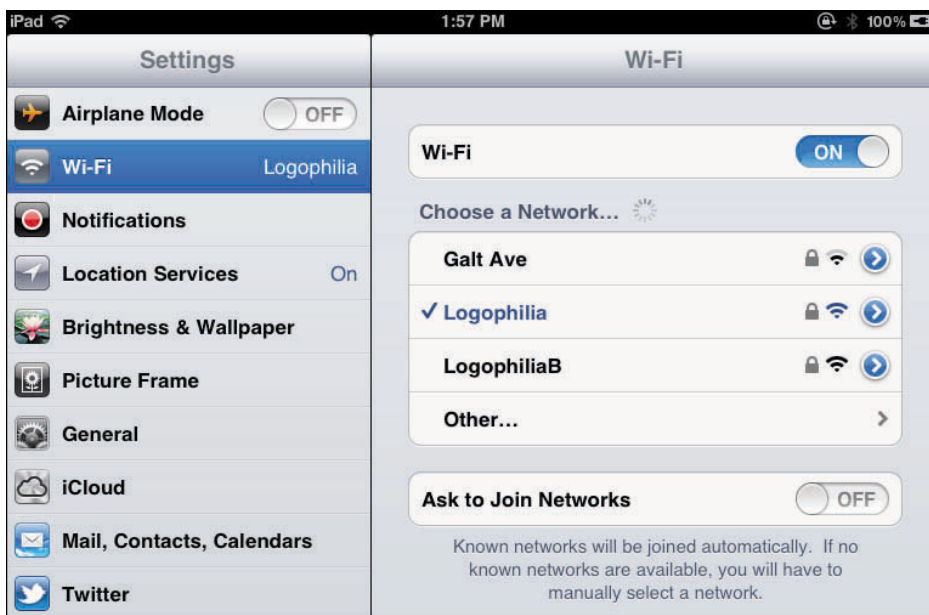 iPad 1:57 PM 100%
Settings
Airplane Mode OFF
Wi-Fi Logophilia
Notifications
Location Services On
Brightness & Wallpaper
Picture Frame
General
iCloud
Mail, Contacts, Calendars
Twitter
Wi-Fi
Wi-Fi ON
Choose a Network...
Galt Ave
Logophilia
LogophiliaB
Other...
Ask to Join Networks OFF
Known networks will be joined automatically. If no
known networks are available, you will have to
manually select a network.